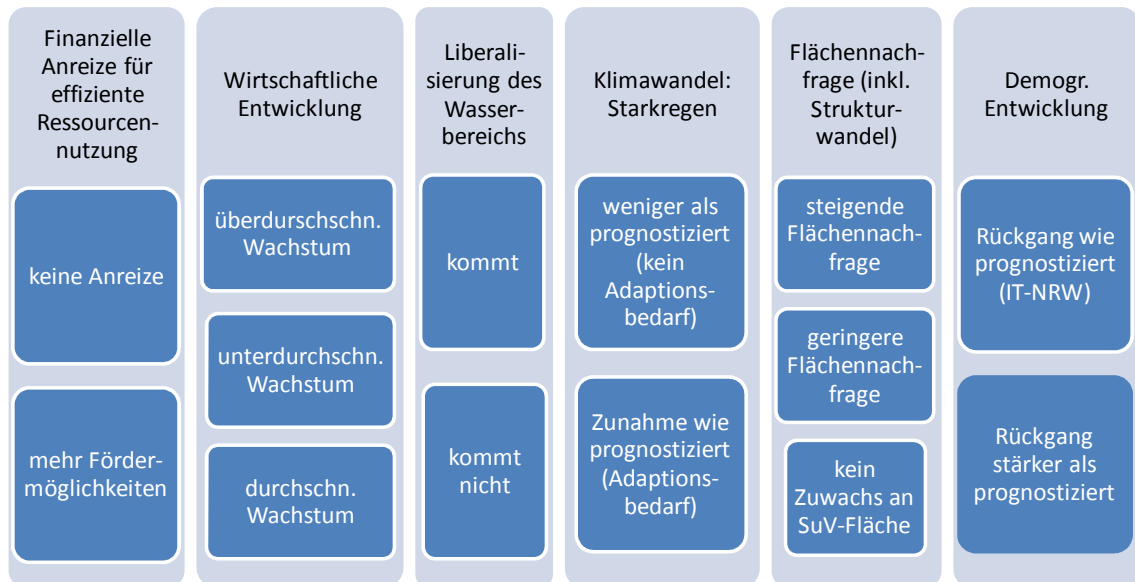 Finanzielle
Anreize für
effiziente
Ressourcen-
nutzung
keine Anreize
mehr Förder-
möglichkeiten
Wirtschaftliche
Entwicklung
überdurschschn.
Wachstum
unterdurchschn.
Wachstum
durchschn.
Wachstum
Liberali-
sierung des
Wasser-
bereichs
kommt
kommt
nicht
Klimawandel:
Starkregen
weniger als
prognostiziert
(kein
Adaptions-
bedarf)
Zunahme wie
prognostiziert
(Adaptions-
bedarf)
Flächennach-
frage (inkl.
Struktur-
wandel)
steigende
Flächennach-
frage
geringere
Flächennach-
frage
kein
Zuwachs an
SuV-Fläche
Demogr.
Entwicklung
Rückgang wie
prognostiziert
(IT-NRW)
Rückgang
stärker als
prognostiziert